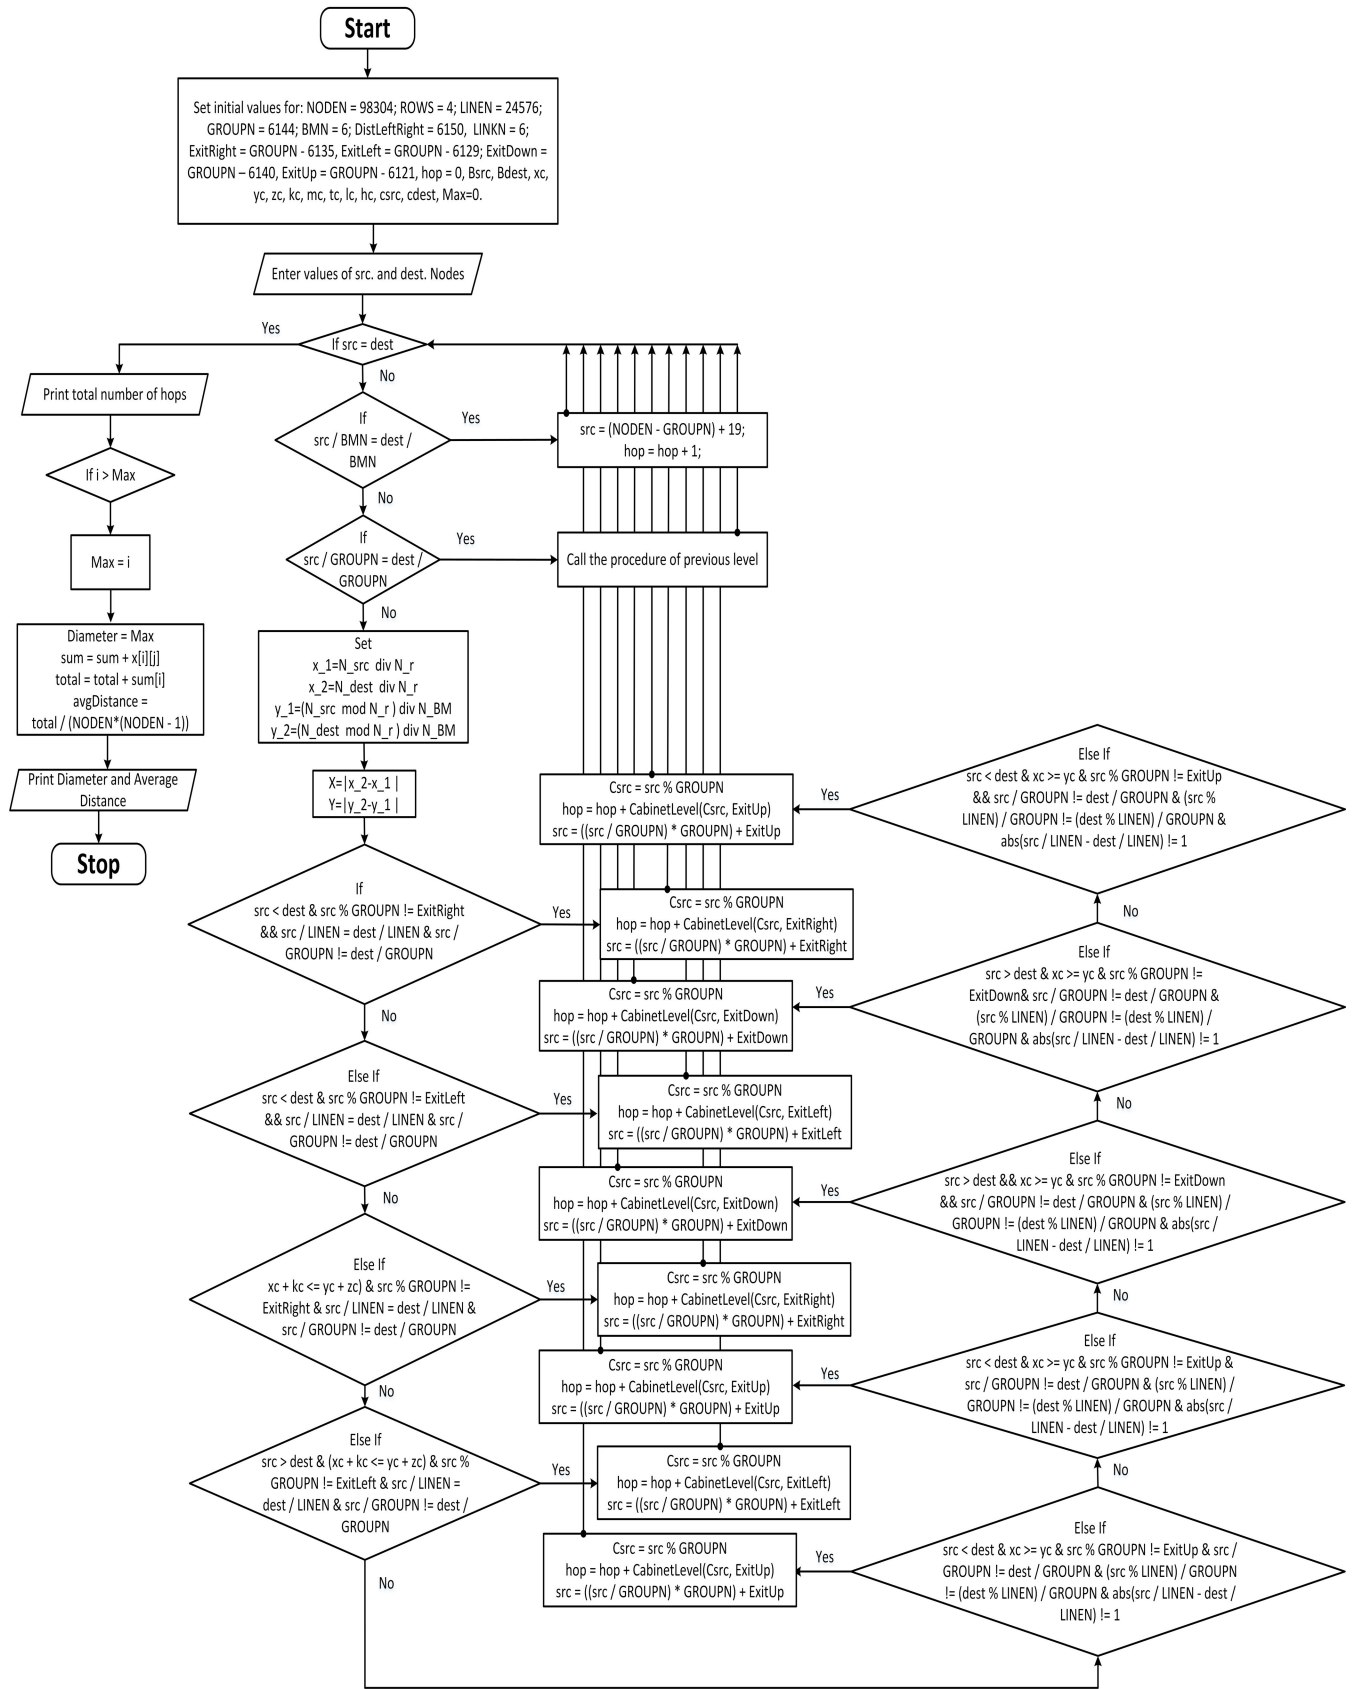 Start
Set initial values for: NODEN = 98304; ROWS = 4; LINEN = 24576;
GROUPN = 6144; BMN = 6; DistLeftRight = 6150, LINKN = 6;
ExitRight = GROUPN - 6135, ExitLeft = GROUPN - 6129; ExitDown =
GROUPN – 6140, ExitUp = GROUPN - 6121, hop = 0, Bsrc, Bdest, xc,
yc, zc, kc, mc, tc, lc, hc, csrc, cdest, Max=0.
Enter values of src. and dest. Nodes
If src = dest
Yes
No
Print total number of hops
If i > Max
Max = i
Diameter = Max
sum = sum + x[i][j]
total = total + sum[i]
avgDistance =
total / (NODEN*(NODEN - 1))
Print Diameter and Average
Distance
Stop
If
src / BMN = dest /
BMN
Yes
No
src = (NODEN - GROUPN) + 19;
hop = hop + 1;
If
src / GROUPN = dest /
GROUPN
Yes
No
Call the procedure of previous level
Set
x_1=N_src div N_r
x_2=N_dest div N_r
y_1=(N_src mod N_r ) div N_BM
y_2=(N_dest mod N_r ) div N_BM
X=|x_2-x_1 |
Y=|y_2-y_1 |
If
src < dest & src % GROUPN != ExitRight
&& src / LINEN = dest / LINEN & src /
GROUPN != dest / GROUPN
Yes
No
Csrc = src % GROUPN
hop = hop + CabinetLevel(Csrc, ExitRight)
src = ((src / GROUPN) * GROUPN) + ExitRight
Else If
src < dest & src % GROUPN != ExitLeft
&& src / LINEN = dest / LINEN & src /
GROUPN != dest / GROUPN
Yes
No
Csrc = src % GROUPN
hop = hop + CabinetLevel(Csrc, ExitLeft)
src = ((src / GROUPN) * GROUPN) + ExitLeft
Else If
xc + kc <= yc + zc) & src % GROUPN !=
ExitRight & src / LINEN = dest / LINEN &
src / GROUPN != dest / GROUPN
Yes
No
Csrc = src % GROUPN
hop = hop + CabinetLevel(Csrc, ExitRight)
src = ((src / GROUPN) * GROUPN) + ExitRight
Else If
src > dest & (xc + kc <= yc + zc) & src %
GROUPN != ExitLeft & src / LINEN =
dest / LINEN & src / GROUPN != dest /
GROUPN
Yes
No
Csrc = src % GROUPN
hop = hop + CabinetLevel(Csrc, ExitLeft)
src = ((src / GROUPN) * GROUPN) + ExitLeft
Else If
src < dest & xc >= yc & src % GROUPN != ExitUp & src /
GROUPN != dest / GROUPN & (src % LINEN) / GROUPN
!= (dest % LINEN) / GROUPN & abs(src / LINEN - dest /
LINEN) != 1
Yes
No
Csrc = src % GROUPN
hop = hop + CabinetLevel(Csrc, ExitUp)
src = ((src / GROUPN) * GROUPN) + ExitUp
Else If
src < dest & xc >= yc & src % GROUPN != ExitUp &
src / GROUPN != dest / GROUPN & (src % LINEN) /
GROUPN != (dest % LINEN) / GROUPN & abs(src /
LINEN - dest / LINEN) != 1
Yes
No
Csrc = src % GROUPN
hop = hop + CabinetLevel(Csrc, ExitUp)
src = ((src / GROUPN) * GROUPN) + ExitUp
Else If
src > dest && xc >= yc & src % GROUPN != ExitDown
&& src / GROUPN != dest / GROUPN & (src % LINEN) /
GROUPN != (dest % LINEN) / GROUPN & abs(src /
LINEN - dest / LINEN) != 1
Yes
No
Csrc = src % GROUPN
hop = hop + CabinetLevel(Csrc, ExitDown)
src = ((src / GROUPN) * GROUPN) + ExitDown
Else If
src > dest & xc >= yc & src % GROUPN !=
ExitDown& src / GROUPN != dest / GROUPN &
(src % LINEN) / GROUPN != (dest % LINEN) /
GROUPN & abs(src / LINEN - dest / LINEN) != 1
Yes
No
Csrc = src % GROUPN
hop = hop + CabinetLevel(Csrc, ExitDown)
src = ((src / GROUPN) * GROUPN) + ExitDown
Else If
src < dest & xc >= yc & src % GROUPN != ExitUp
&& src / GROUPN != dest / GROUPN & (src %
LINEN) / GROUPN != (dest % LINEN) / GROUPN &
abs(src / LINEN - dest / LINEN) != 1
Yes
Csrc = src % GROUPN
hop = hop + CabinetLevel(Csrc, ExitUp)
src = ((src / GROUPN) * GROUPN) + ExitUp